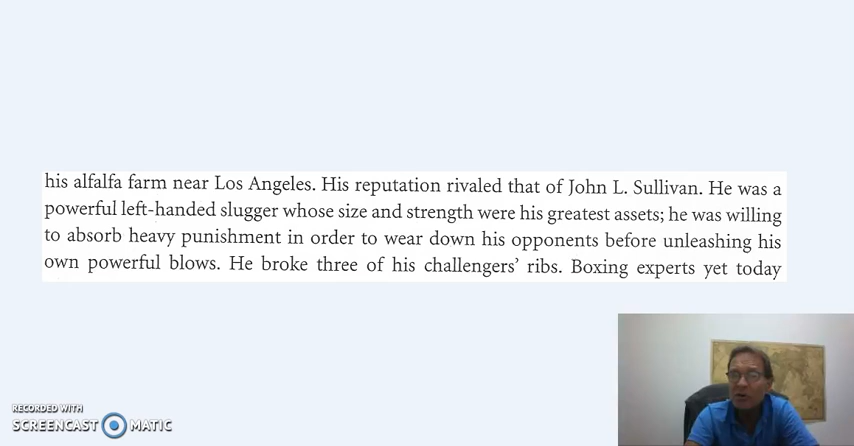 his alfalfa farm near Los Angeles. His reputation rivaled that of John L. Sullivan. He was a
powerful left-handed slugger whose size and strength were his greatest assets; he was willing
to absorb heavy punishment in order to wear down his opponents before unleashing his
own powerful blows. He broke three of his challengers’ ribs. Boxing experts yet today
RECORDED WITH
SCREENCAST MATIC